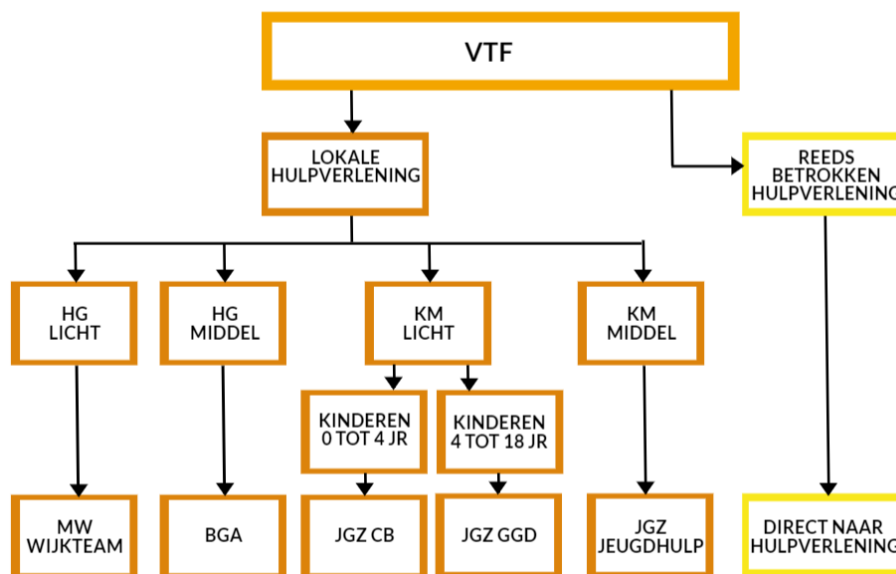 VTF
LOKALE
HULPVERLENING
REEDS
BETROKKEN
HULPVERLENING
HG
LICHT
HG
MIDDEL
KM
LICHT
KM
MIDDEL
KINDEREN
0 TOT 4 JR
KINDEREN
4 TOT 18 JR
MW
WIJKTEAM
BGA
JGZ CB
JGZ GGD
JGZ
JEUGDHULP
DIRECT NAAR
HULPVERLENING